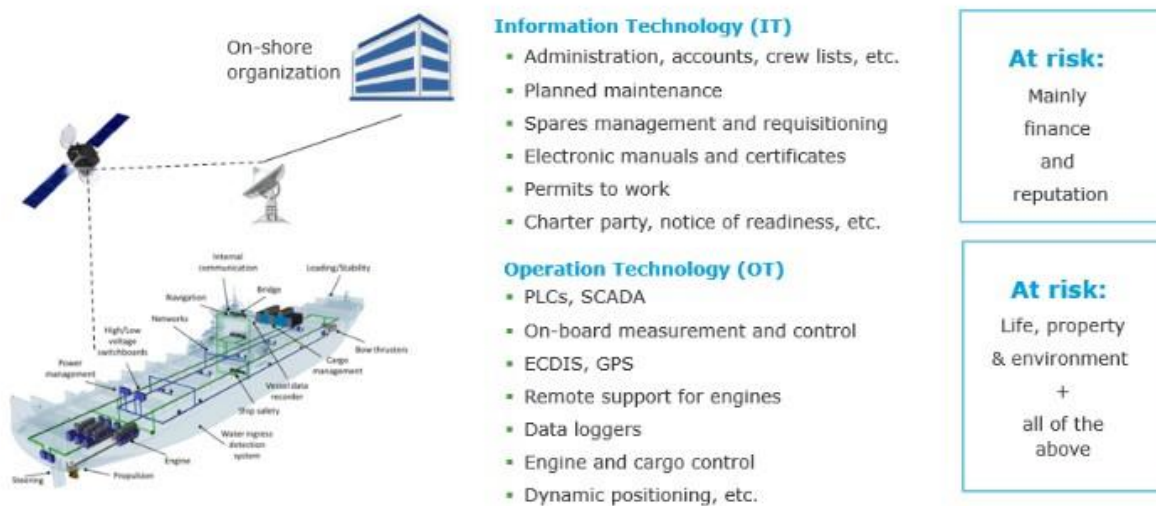 On-shore
organization
Information Technology (IT)
▪ Administration, accounts, crew lists, etc.
▪ Planned maintenance
▪ Spares management and requisitioning
▪ Electronic manuals and certificates
▪ Permits to work
▪ Charter party, notice of readiness, etc.
At risk:
Mainly
finance
and
reputation
Operation Technology (OT)
▪ PLCs, SCADA
▪ On-board measurement and control
▪ ECDIS, GPS
▪ Remote support for engines
▪ Data loggers
▪ Engine and cargo control
▪ Dynamic positioning, etc.
At risk:
Life, property
& environment
+
all of the
above
Internal
communication
Loading/Stability
Navigation
Bridge
Networks
High/Low
voltage
switchboards
Bow thrusters
Power
management
Cargo
management
Vessel data
recorder
Ship safety
Water ingress
detection
system
Engine
Steering
Propulsion